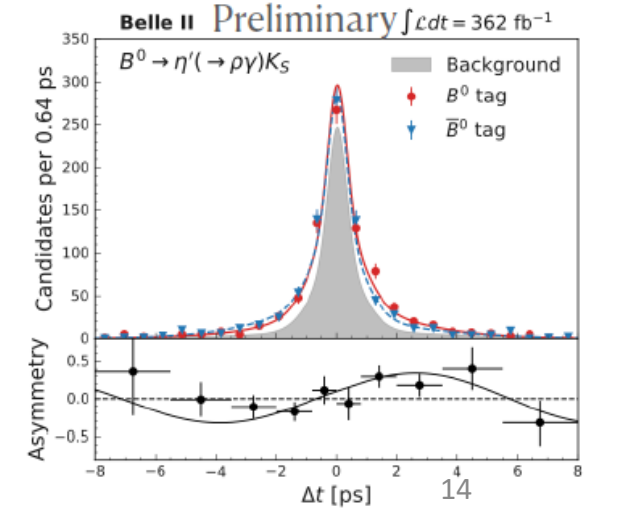 Belle II Preliminary ∫ℒdt = 362 fb⁻¹
B⁰ → η′(→ ργ)K_S
Background
B⁰ tag
B̅⁰ tag
Candidates per 0.64 ps
350
300
250
200
150
100
50
0
Asymmetry
0.5
0.0
−0.5
−8 −6 −4 −2 0 2 4 6 8
Δt [ps]
14